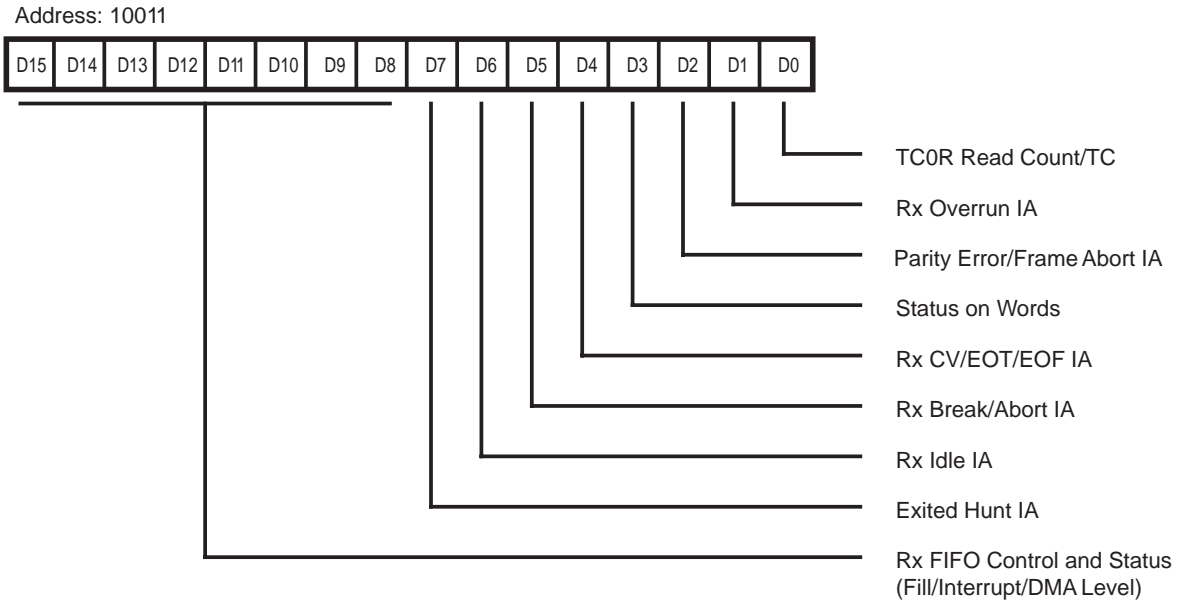 Address: 10011
D15 D14 D13 D12 D11 D10 D9 D8 D7 D6 D5 D4 D3 D2 D1 D0
TC0R Read Count/TC
Rx Overrun IA
Parity Error/Frame Abort IA
Status on Words
Rx CV/EOT/EOF IA
Rx Break/Abort IA
Rx Idle IA
Exited Hunt IA
Rx FIFO Control and Status
(Fill/Interrupt/DMA Level)